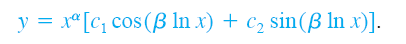 y = x^α[c₁ cos(β ln x) + c₂ sin(β ln x)].